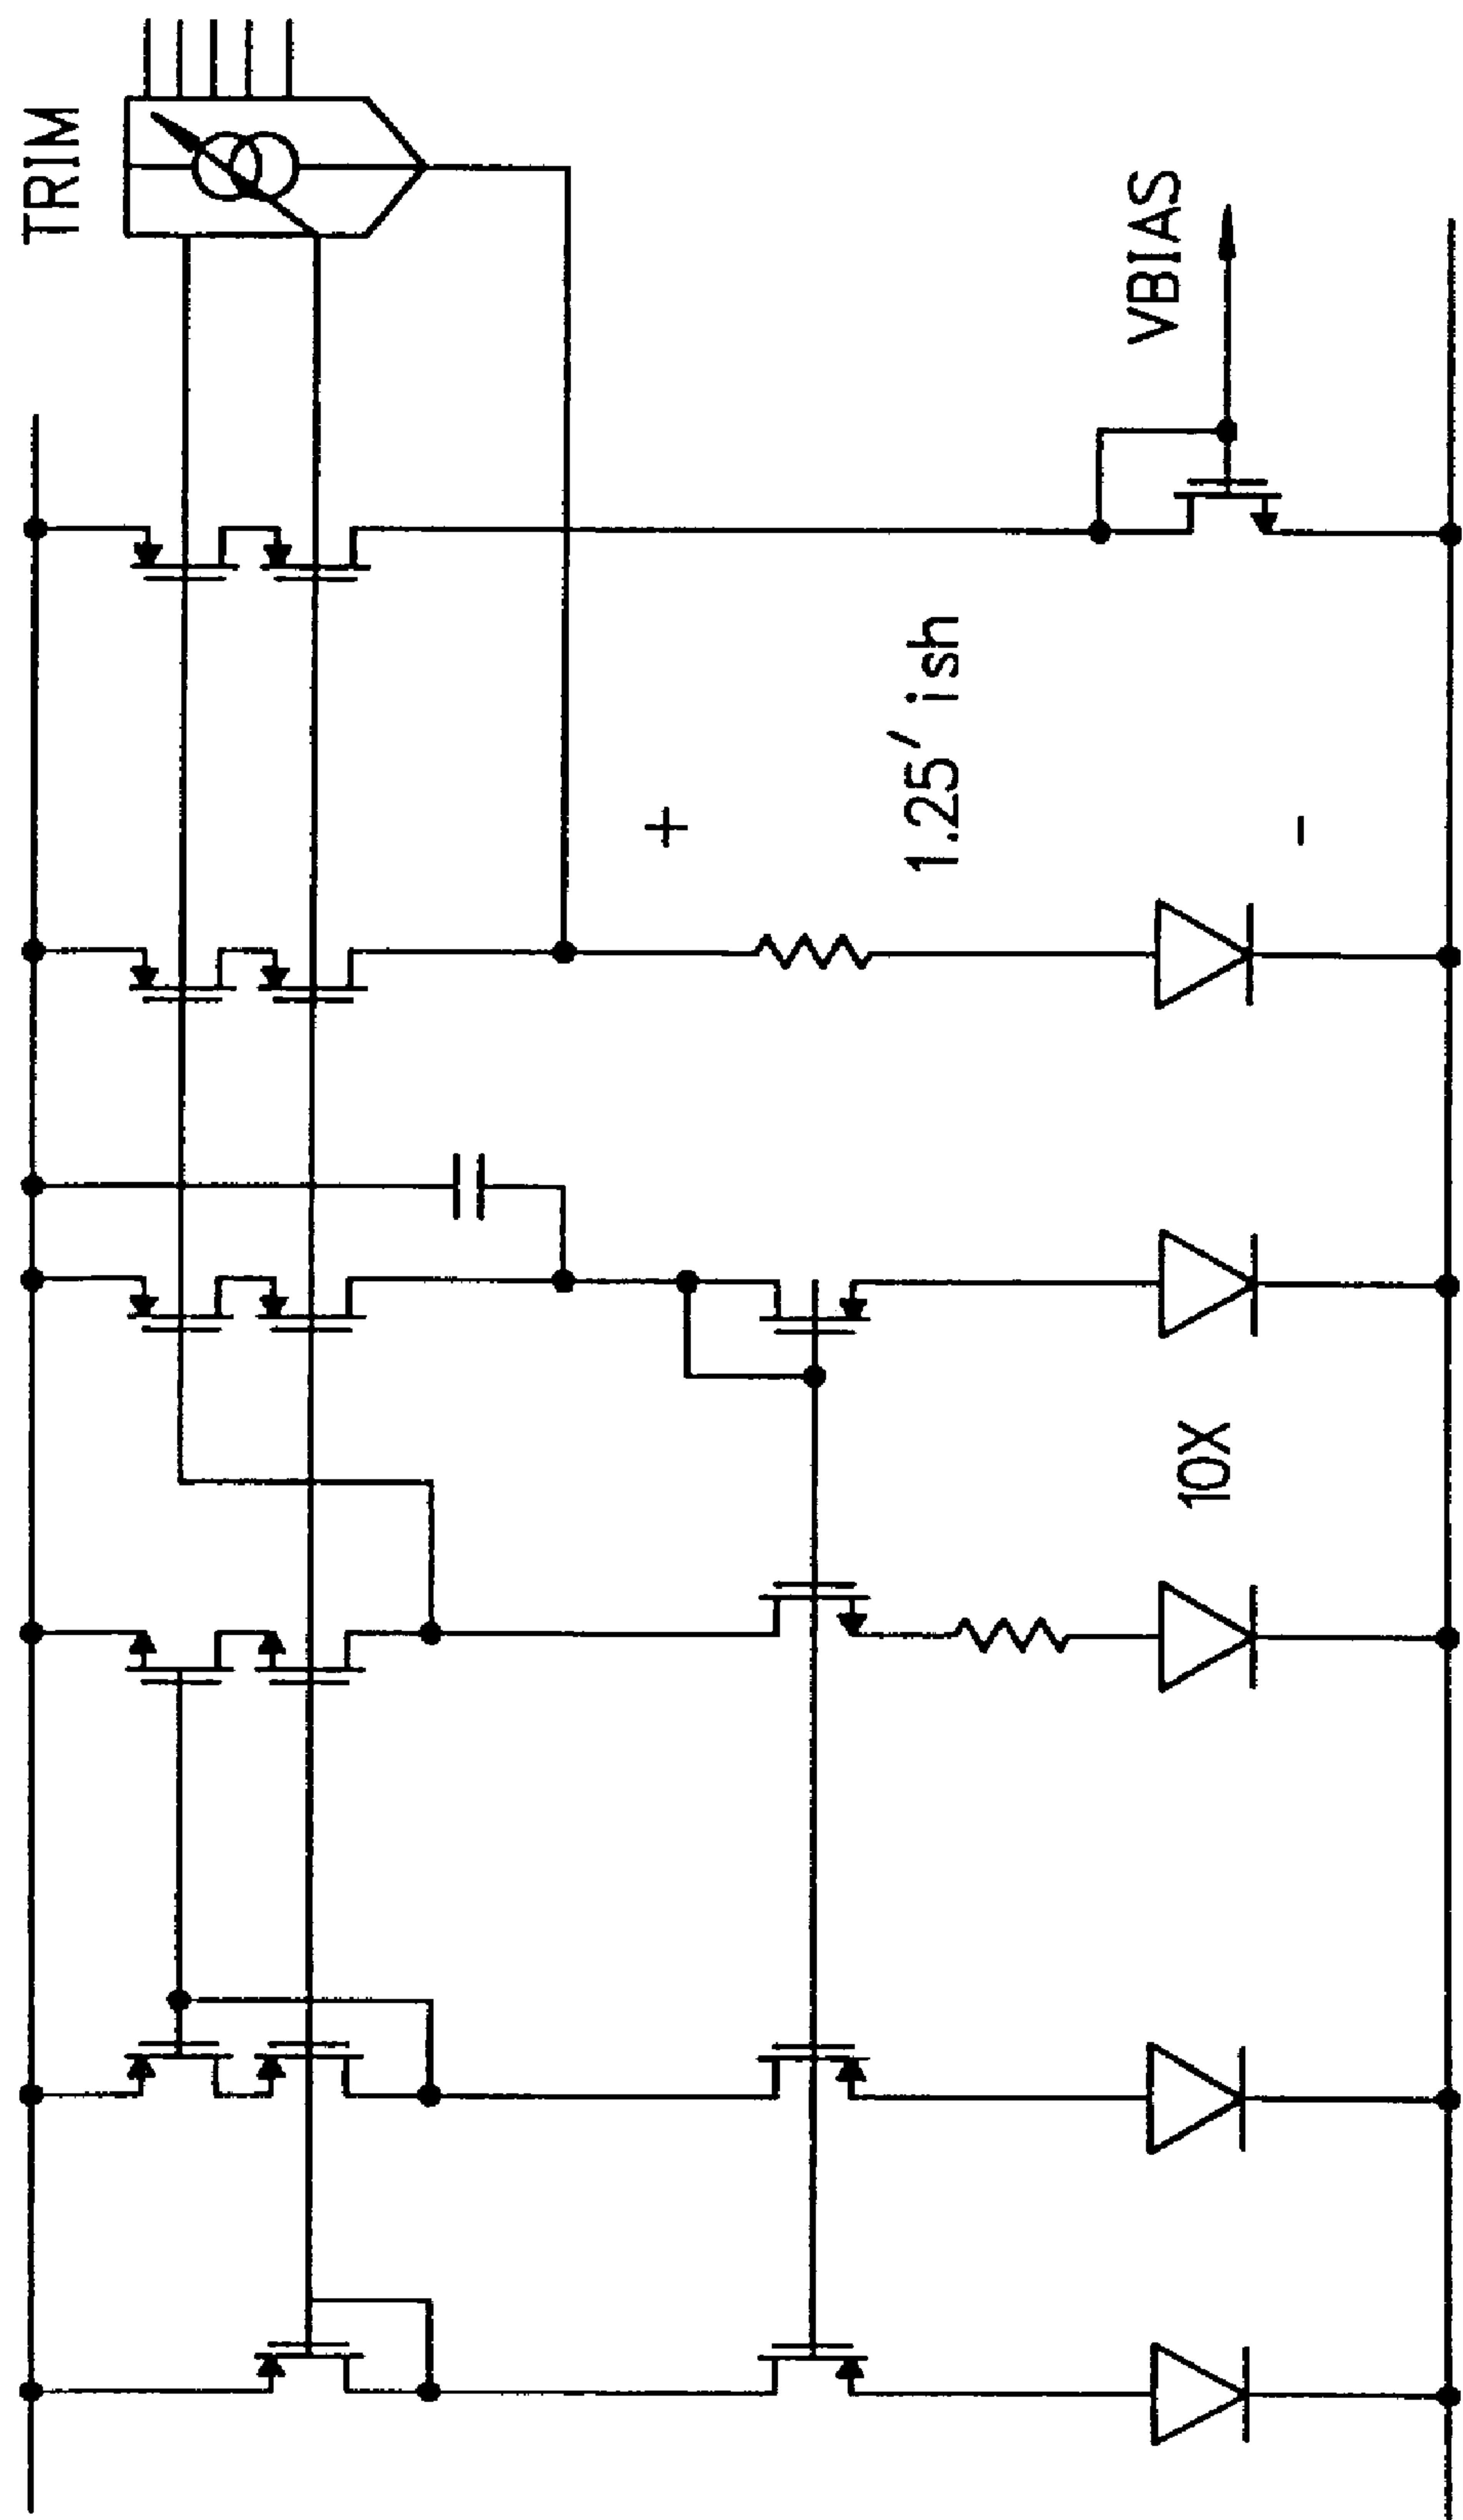 TRIM
VBIAS
+
1.25' ish
-
10X